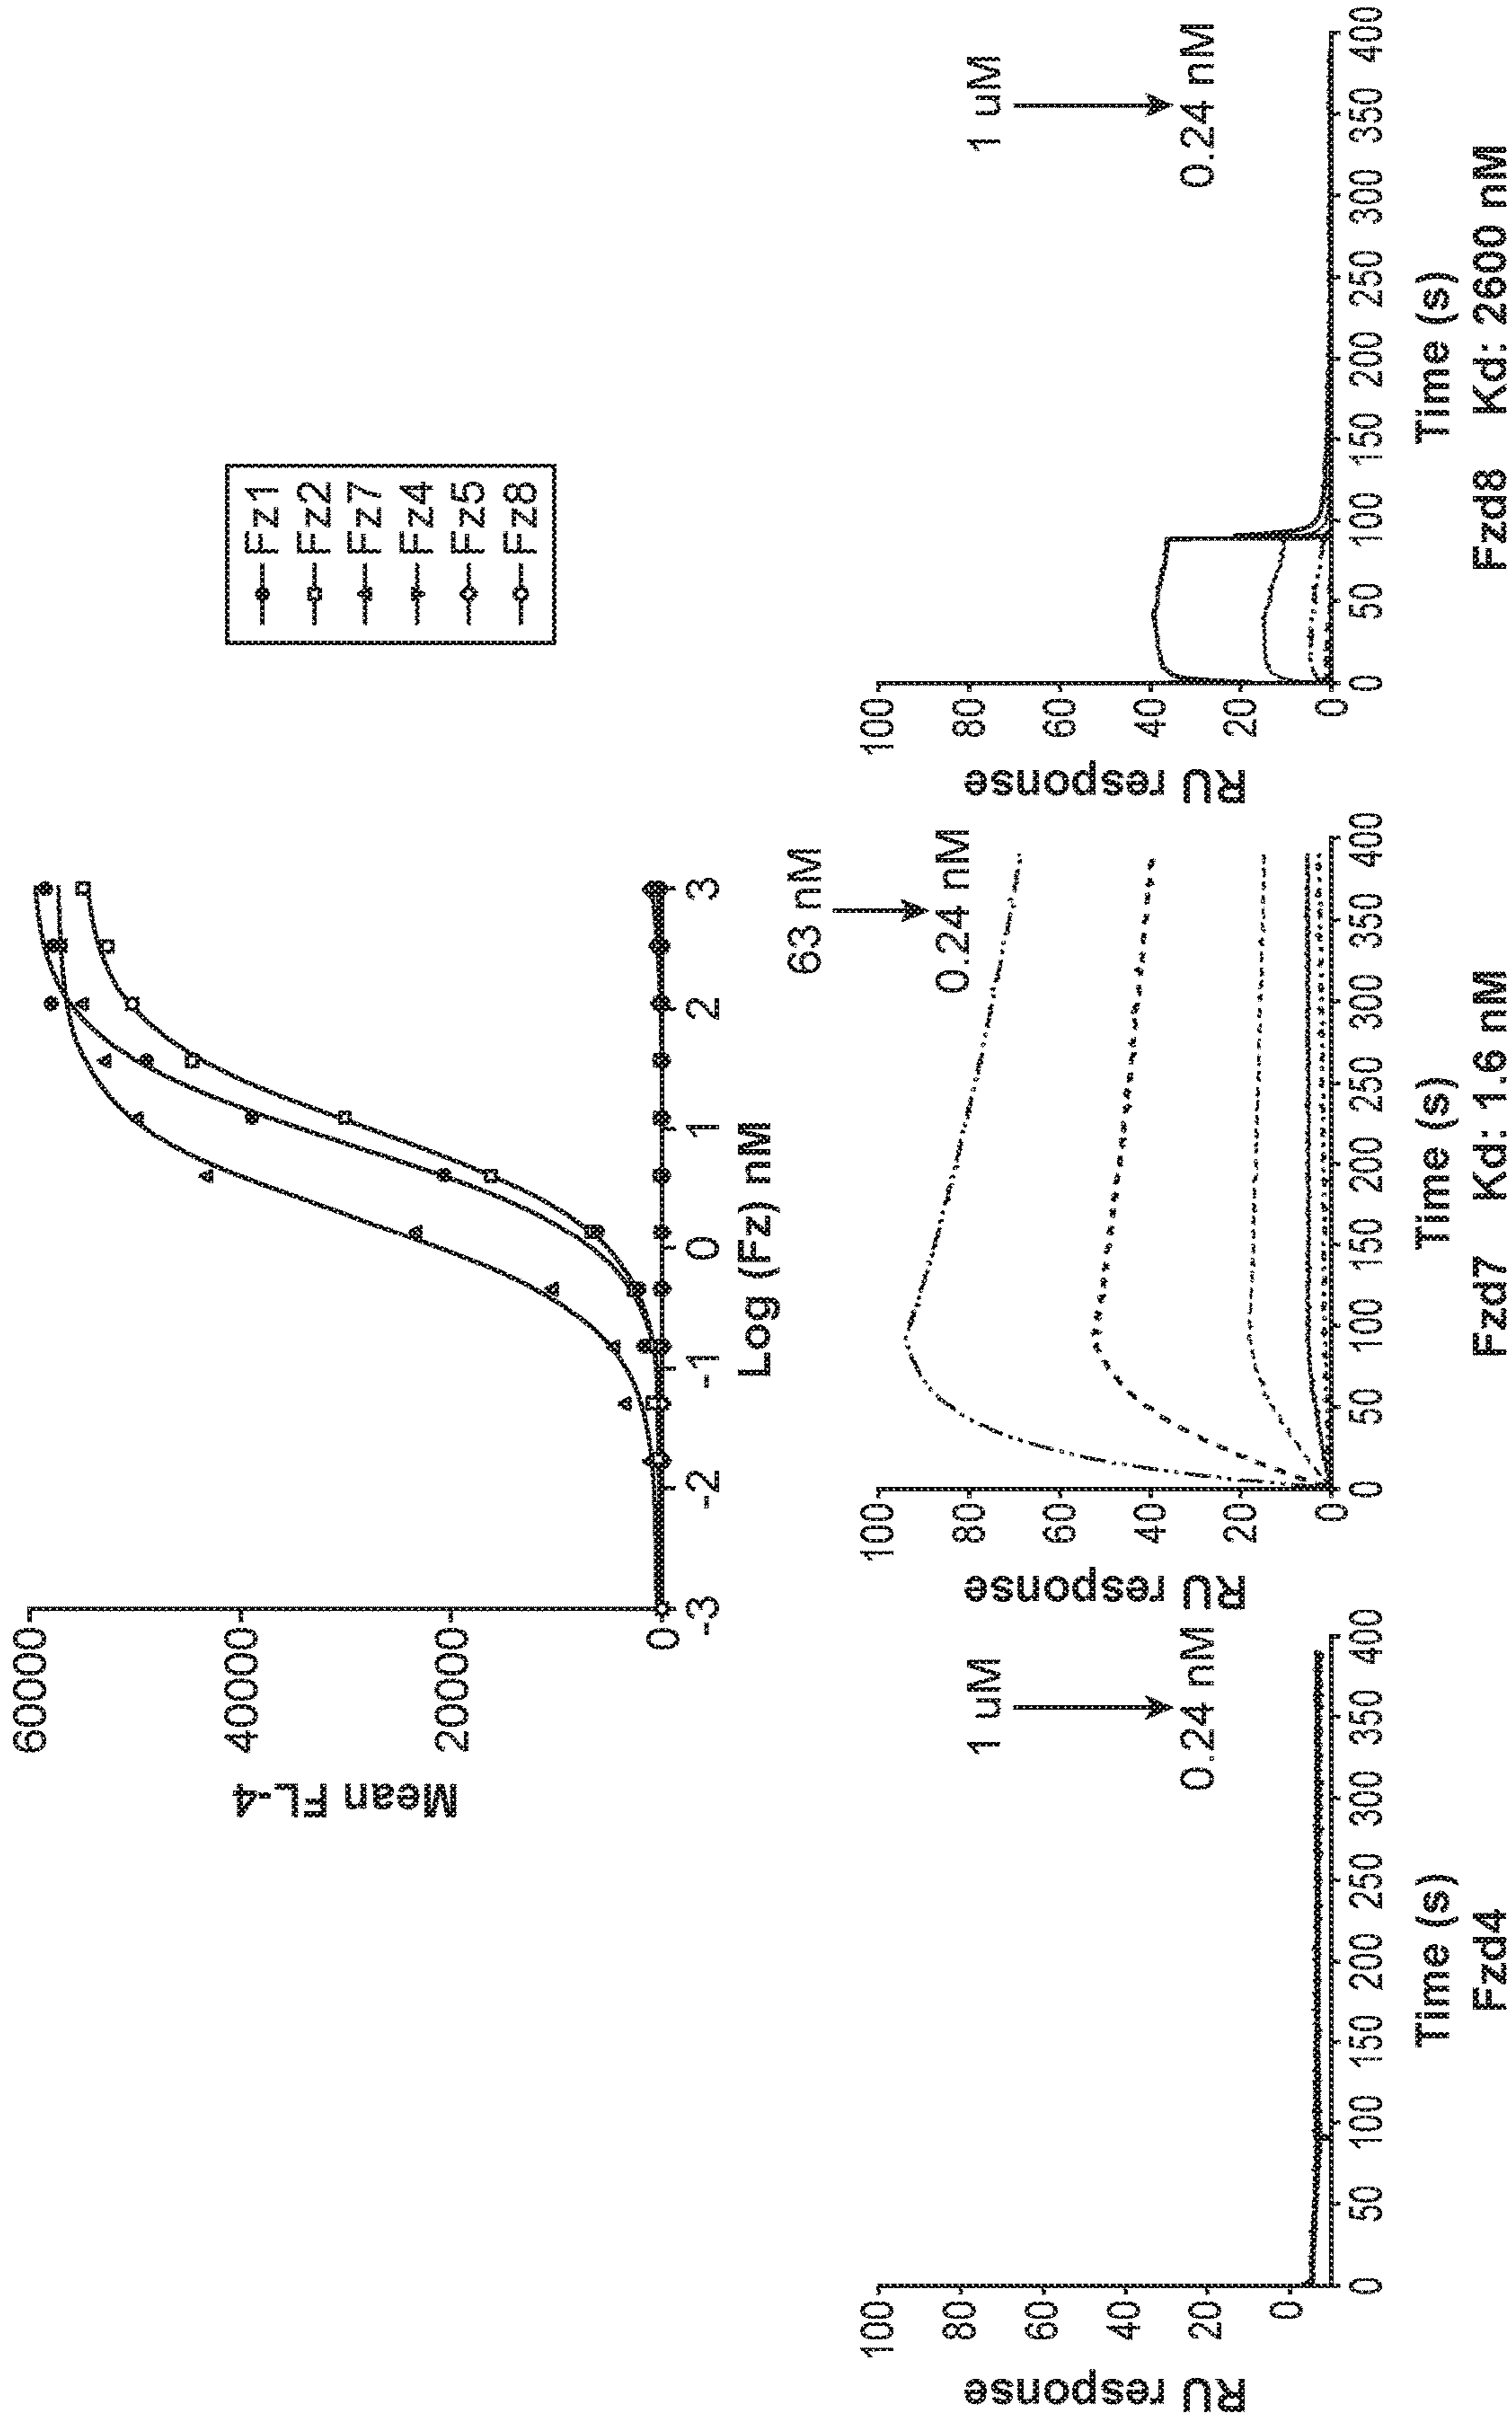 60000
40000
20000
0
Mean FL-4
-3 -2 -1 0 1 2 3
Log (Fz) nM
Fz1
Fz2
Fz7
Fz4
Fz5
Fz8
100
80
60
40
20
0
RU response
1 uM
0.24 nM
0 50 100 150 200 250 300 350 400
Time (s)
Fzd4
100
80
60
40
20
0
RU response
63 nM
0.24 nM
0 50 100 150 200 250 300 350 400
Time (s)
Fzd7 Kd: 1.6 nM
100
80
60
40
20
0
RU response
1 uM
0.24 nM
0 50 100 150 200 250 300 350 400
Time (s)
Fzd8 Kd: 2600 nM